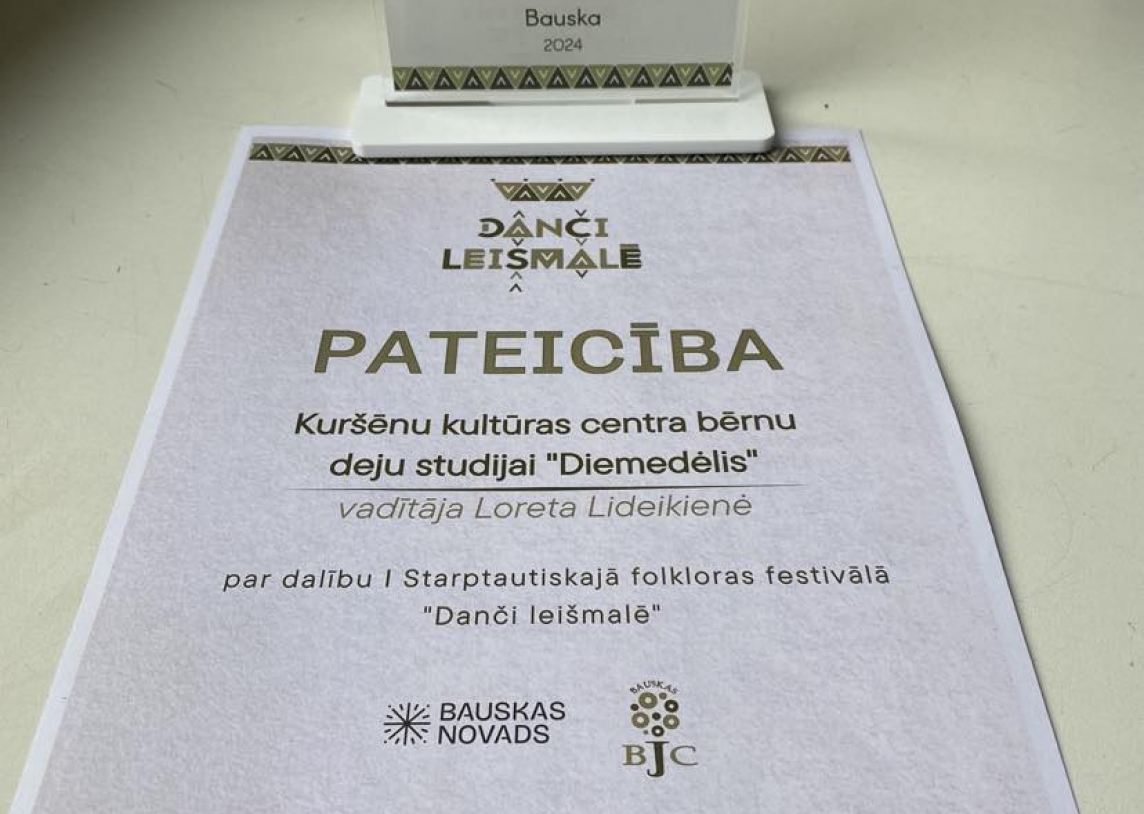 Bauska
2024
DANČI
LEIŠMALĒ
PATEICĪBA
Kuršēnu kultūras centra bērnu
deju studijai "Diemedėlis"
vadītāja Loreta Lideikienė
par dalību I Starptautiskajā folkloras festivālā
"Danči leišmalē"
BAUSKAS
NOVADS
BAUSKAS
BJC